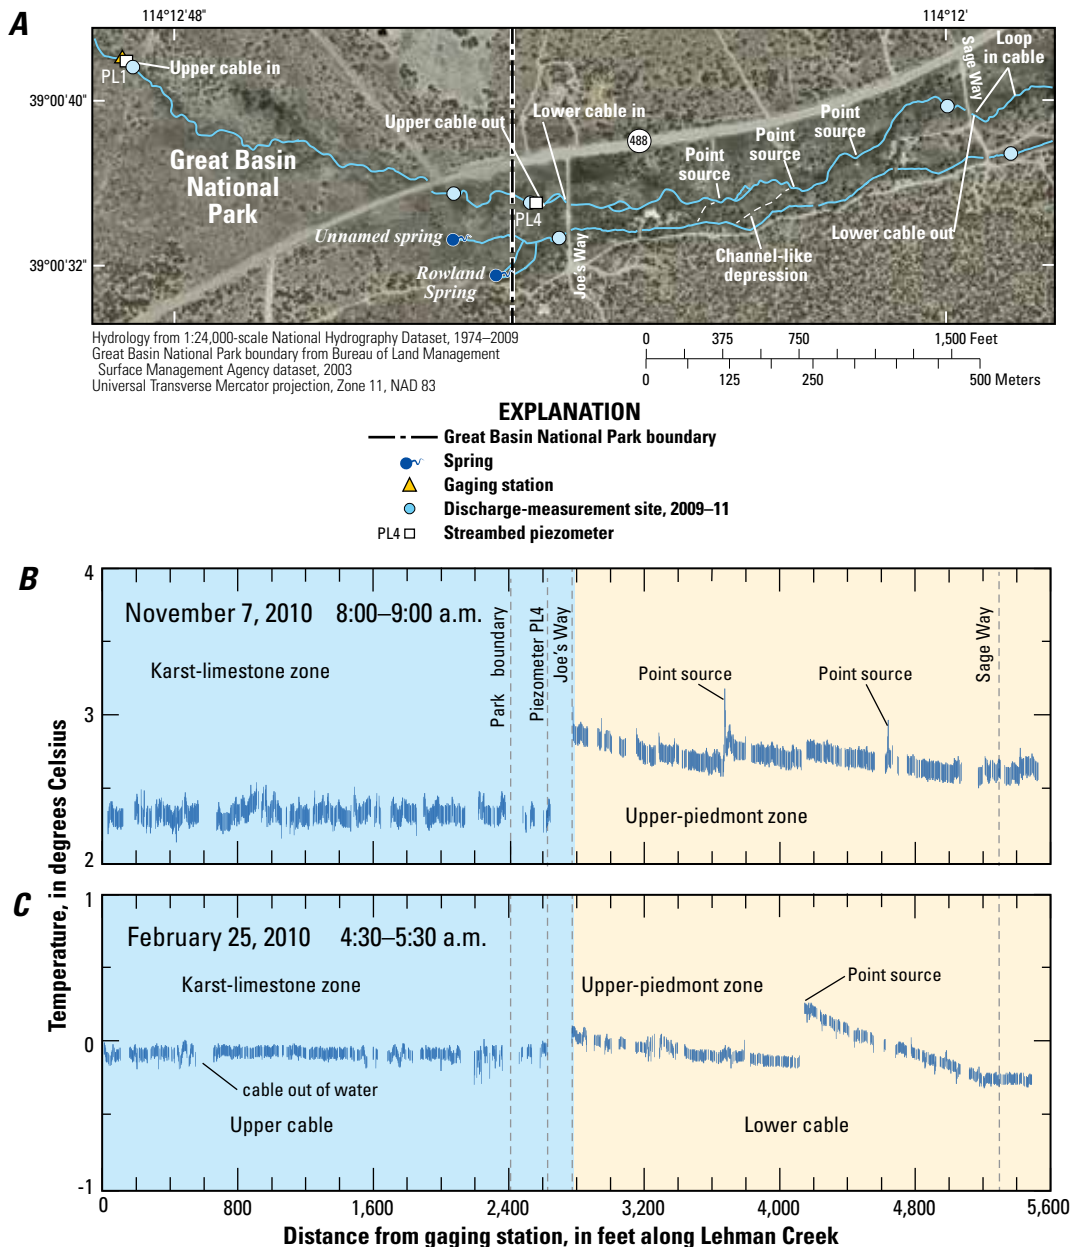 A
114°12'48"
114°12'
39°00'40"
39°00'32"
PL1
Upper cable in
Great Basin
National
Park
Upper cable out
Lower cable in
488
Point
source
Point
source
Point
source
Sage Way
Loop
in cable
PL4
Unnamed spring
Rowland
Spring
Joe's Way
Channel-like
depression
Lower cable out
Hydrology from 1:24,000-scale National Hydrography Dataset, 1974–2009
Great Basin National Park boundary from Bureau of Land Management
Surface Management Agency dataset, 2003
Universal Transverse Mercator projection, Zone 11, NAD 83
0 375 750 1,500 Feet
0 125 250 500 Meters
EXPLANATION
Great Basin National Park boundary
Spring
Gaging station
Discharge-measurement site, 2009–11
PL4 Streambed piezometer
B
4
3
2
November 7, 2010 8:00–9:00 a.m.
Karst-limestone zone
Park boundary
Piezometer PL4
Joe's Way
Point source
Point source
Sage Way
Upper-piedmont zone
Temperature, in degrees Celsius
C
1
0
-1
February 25, 2010 4:30–5:30 a.m.
Karst-limestone zone
Upper-piedmont zone
Point source
cable out of water
Upper cable
Lower cable
0 800 1,600 2,400 3,200 4,000 4,800 5,600
Distance from gaging station, in feet along Lehman Creek